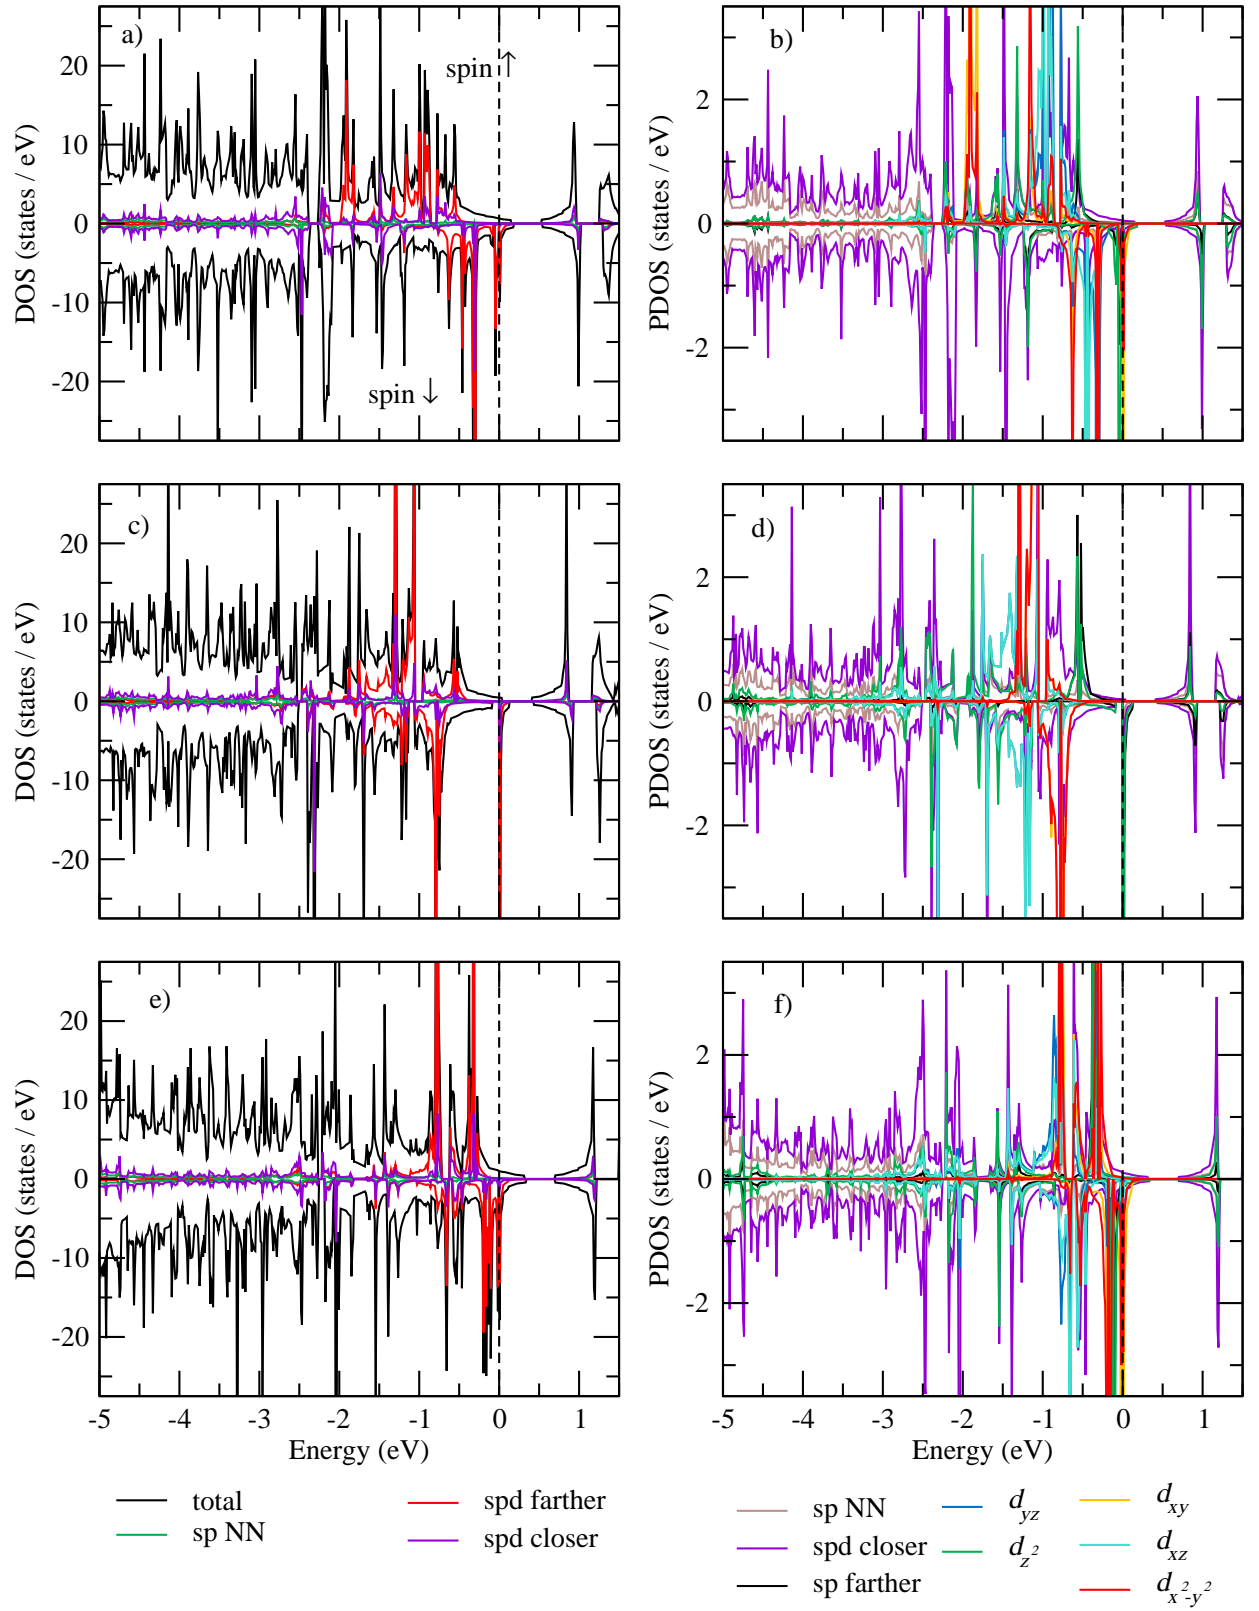 a)
spin ↑
spin ↓
20
10
0
-10
-20
DOS (states / eV)
b)
2
0
-2
PDOS (states / eV)
c)
20
10
0
-10
-20
DOS (states / eV)
d)
2
0
-2
PDOS (states / eV)
e)
20
10
0
-10
-20
DOS (states / eV)
-5 -4 -3 -2 -1 0 1
Energy (eV)
f)
2
0
-2
PDOS (states / eV)
-5 -4 -3 -2 -1 0 1
Energy (eV)
total
sp NN
spd farther
spd closer
sp NN
spd closer
sp farther
d_yz
d_z²
d_xy
d_xz
d_x²-y²